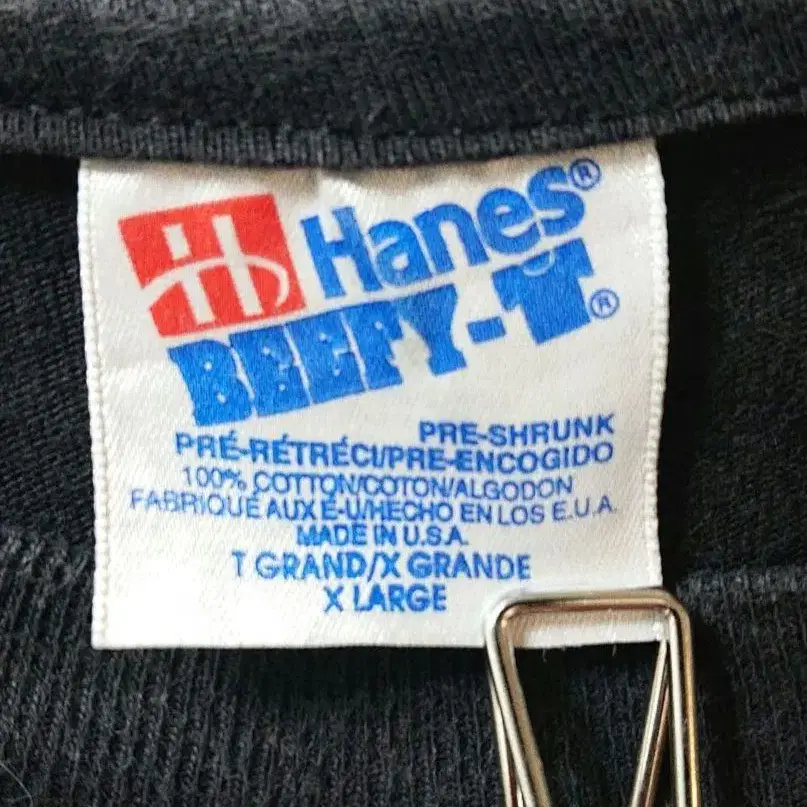 H Hanes®
BEEFY-T®
PRE-SHRUNK
PRÉ-RÉTRÉCI/PRE-ENCOGIDO
100% COTTON/COTON/ALGODON
FABRIQUÉ AUX É-U/HECHO EN LOS E.U.A.
MADE IN U.S.A.
T GRAND/X GRANDE
X LARGE